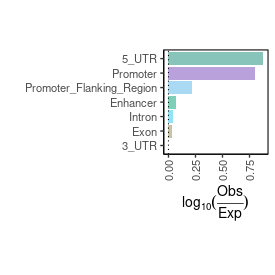 5_UTR
Promoter
Promoter_Flanking_Region
Enhancer
Intron
Exon
3_UTR
0.00
0.25
0.50
0.75
log10(Obs/Exp)